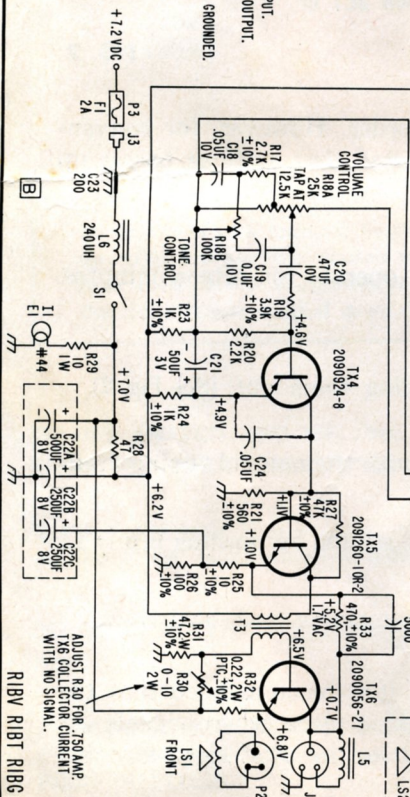 PUT.
OUTPUT.
GROUNDED.
+7.2VDC
P3
F1
2A
J3
C23
200
L6
240UH
S1
B
I1
E1
#44
R29
10
1W
+7.0V
R28
47
+6.2V
C22A
500UF
8V
C22B
250UF
8V
C22C
250UF
8V
VOLUME
CONTROL
R18A
25K
TAP AT
12.5K
R17
2.7K
±10%
C18
.05UF
10V
R18B
100K
TONE
CONTROL
C19
0.1UF
10V
C20
.47UF
10V
R19
3.9K
±10%
+4.6V
R20
2.2K
R23
1K
±10%
C21
50UF
3V
R24
1K
±10%
+4.9V
TX4
2090924-8
C24
.05UF
R21
560
±10%
R27
47K
±10%
+1.1V
+1.0V
TX5
2091260-10R-2
R25
10
±10%
R26
100
±10%
R33
470,±10%
+5.2V
1.7VAC
T3
+6.5V
R31
47,2W
±10%
R32
0.22,2W
PTC,±10%
R30
0-10
2W
TX6
2090056-27
+0.7V
+6.8V
L5
LS1
FRONT
P2
J
LS2
ADJUST R30 FOR .750 AMP.
TX6 COLLECTOR CURRENT
WITH NO SIGNAL.
R1BV R1BT R1BG